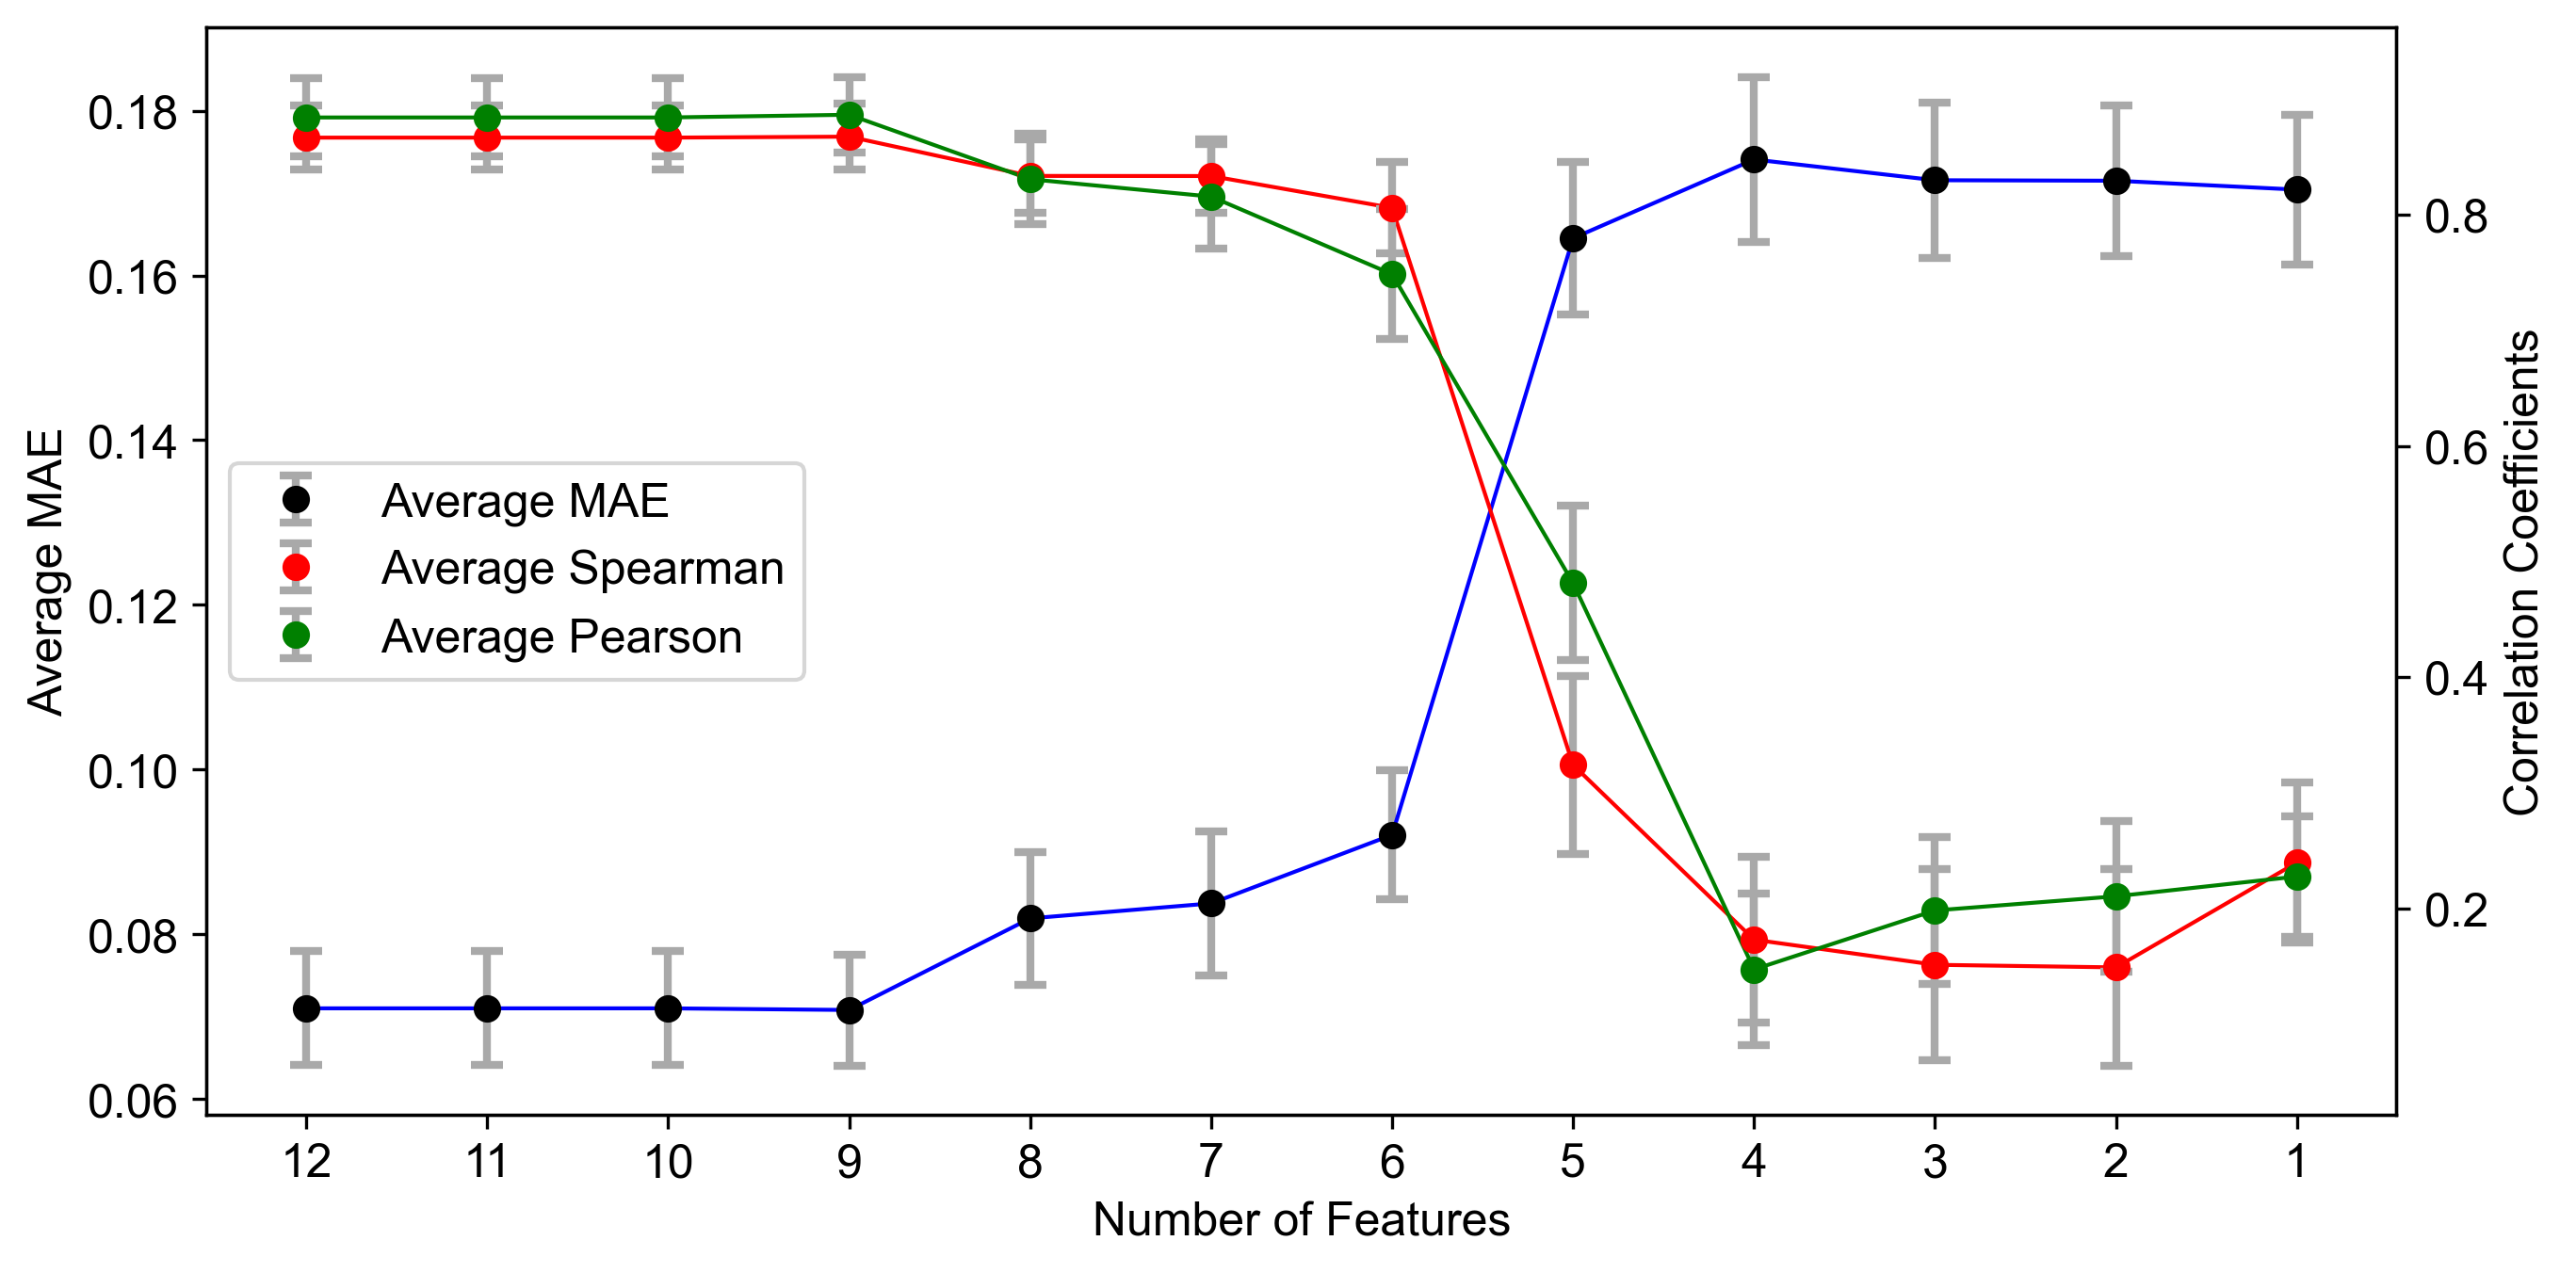 Average MAE
0.18
0.16
0.14
0.12
0.10
0.08
0.06
Average MAE
Average Spearman
Average Pearson
12 11 10 9 8 7 6 5 4 3 2 1
Number of Features
0.8
0.6
0.4
0.2
Correlation Coefficients